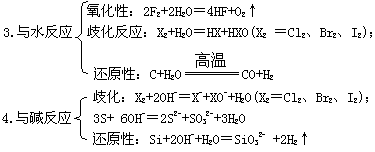 氧化性：2F₂+2H₂O＝4HF+O₂↑
3.与水反应 歧化反应：X₂+H₂O＝HX+HXO(X₂ ＝Cl₂、Br₂、I₂)；
高温
还原性：C+H₂O＝CO+H₂
歧化：X₂+2OH⁻＝X⁻+XO⁻+H₂O(X₂=Cl₂、Br₂、I₂)；
4.与碱反应 3S+ 6OH⁻＝2S²⁻+SO₃²⁻+3H₂O
还原性：Si+2OH⁻+H₂O＝SiO₃²⁻ +2H₂↑